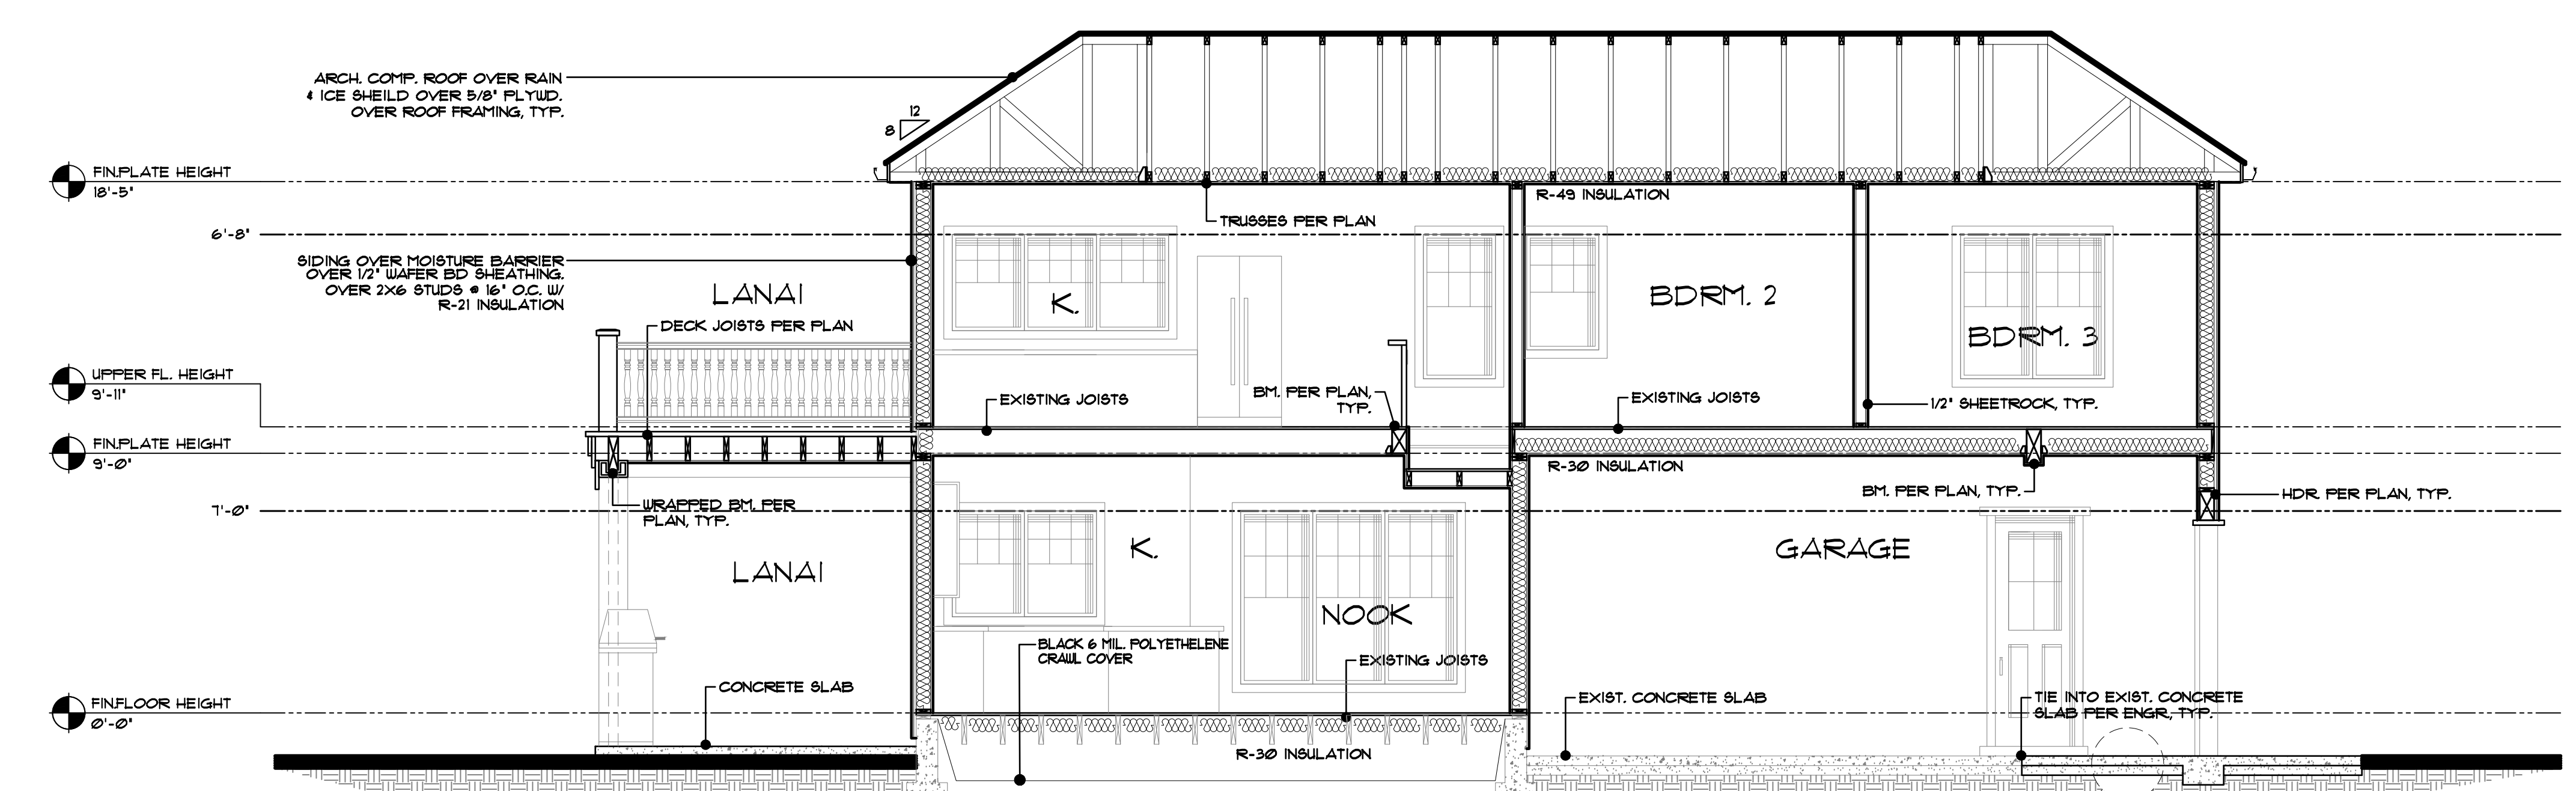 ARCH. COMP. ROOF OVER RAIN
& ICE SHEILD OVER 5/8" PLYWD.
OVER ROOF FRAMING, TYP.
12
8
FIN.PLATE HEIGHT
18'-5"
R-49 INSULATION
TRUSSES PER PLAN
6'-8"
SIDING OVER MOISTURE BARRIER
OVER 1/2" WAFER BD SHEATHING.
OVER 2X6 STUDS @ 16" O.C. W/
R-21 INSULATION
LANAI
K.
BDRM. 2
BDRM. 3
DECK JOISTS PER PLAN
UPPER FL. HEIGHT
9'-11"
EXISTING JOISTS
BM. PER PLAN,
TYP.
EXISTING JOISTS
1/2" SHEETROCK, TYP.
FIN.PLATE HEIGHT
9'-0"
R-30 INSULATION
BM. PER PLAN, TYP.
HDR. PER PLAN, TYP.
WRAPPED BM. PER
PLAN, TYP.
7'-0"
LANAI
K.
GARAGE
NOOK
BLACK 6 MIL. POLYETHELENE
CRAWL COVER
EXISTING JOISTS
CONCRETE SLAB
EXIST. CONCRETE SLAB
TIE INTO EXIST. CONCRETE
SLAB PER ENGR., TYP.
FIN.FLOOR HEIGHT
0'-0"
R-30 INSULATION